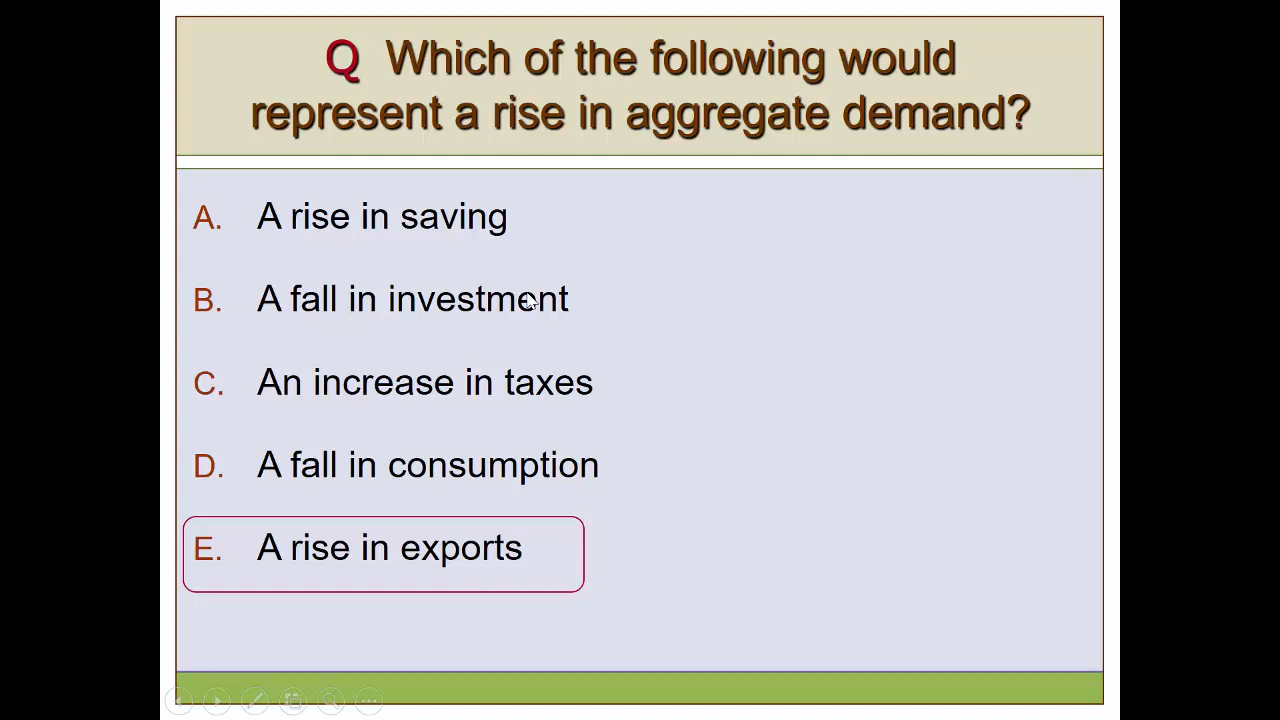 Q Which of the following would
represent a rise in aggregate demand?
A. A rise in saving
B. A fall in investment
C. An increase in taxes
D. A fall in consumption
E. A rise in exports